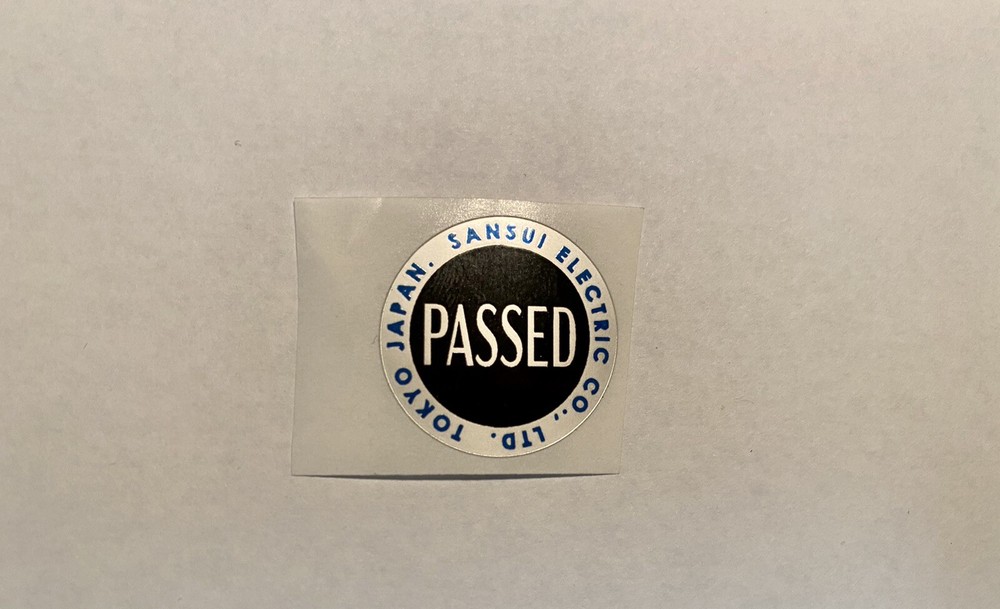 SANSUI ELECTRIC CO., LTD. TOKYO JAPAN.
PASSED